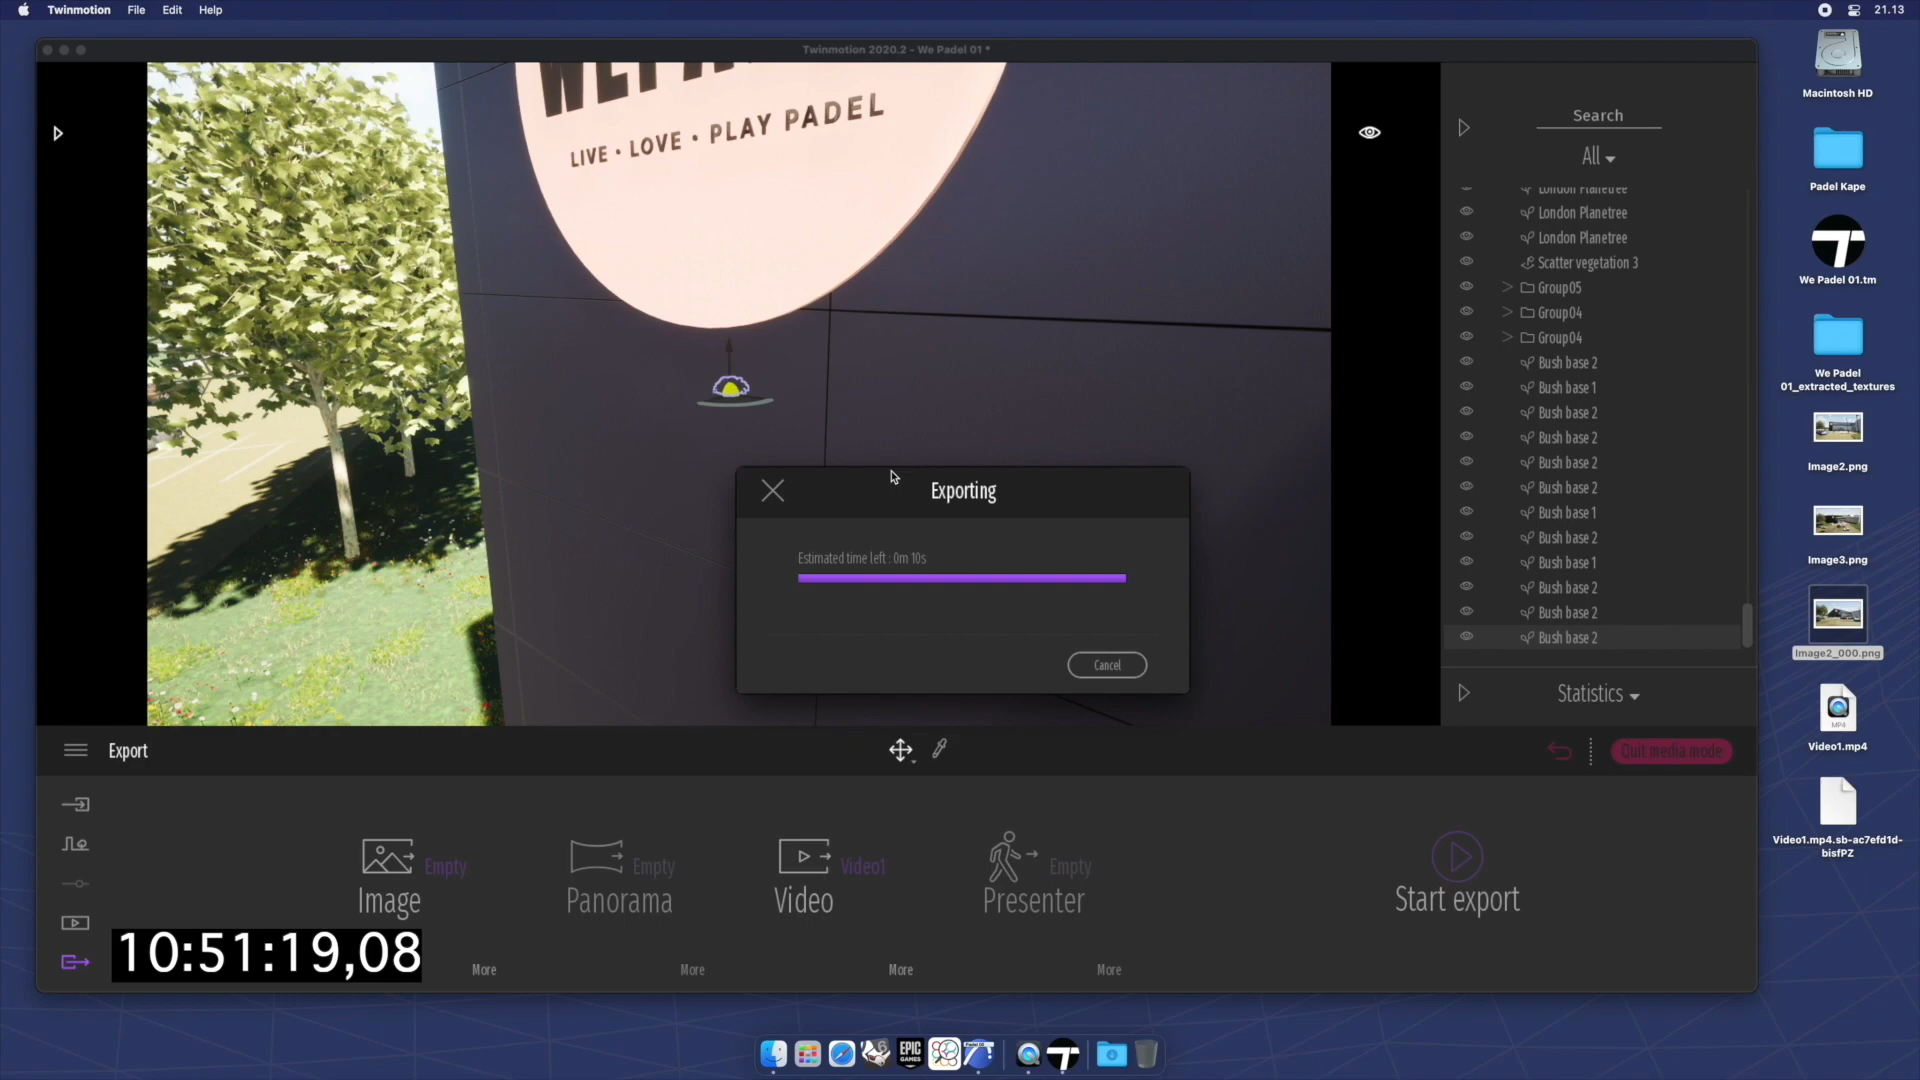 Twinmotion File Edit Help 21.13
Twinmotion 2020.2 - We Padel 01 *
LIVE • LOVE • PLAY PADEL
Search
All
London Planetree
London Planetree
London Planetree
Scatter vegetation 3
Group05
Group04
Group04
Bush base 2
Bush base 1
Bush base 2
Bush base 2
Bush base 2
Bush base 2
Bush base 1
Bush base 2
Bush base 1
Bush base 2
Bush base 2
Bush base 2
Statistics
Exporting
Estimated time left : 0m 10s
Cancel
Export
Quit media mode
Empty
Image
More
Empty
Panorama
More
Video1
Video
More
Empty
Presenter
More
Start export
10:51:19,08
Macintosh HD
Padel Kape
We Padel 01.tm
We Padel
01_extracted_textures
Image2.png
Image3.png
Image2_000.png
MP4
Video1.mp4
Video1.mp4.sb-ac7efd1d-
bisfPZ
EPIC
GAMES
6